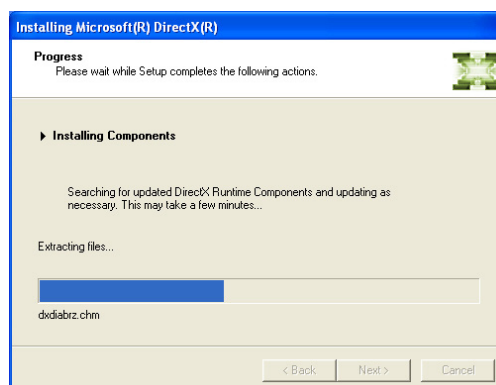 Installing Microsoft(R) DirectX(R)
Progress
Please wait while Setup completes the following actions.
Installing Components
Searching for updated DirectX Runtime Components and updating as
necessary. This may take a few minutes...
Extracting files...
dxdiabrz.chm
< Back Next > Cancel